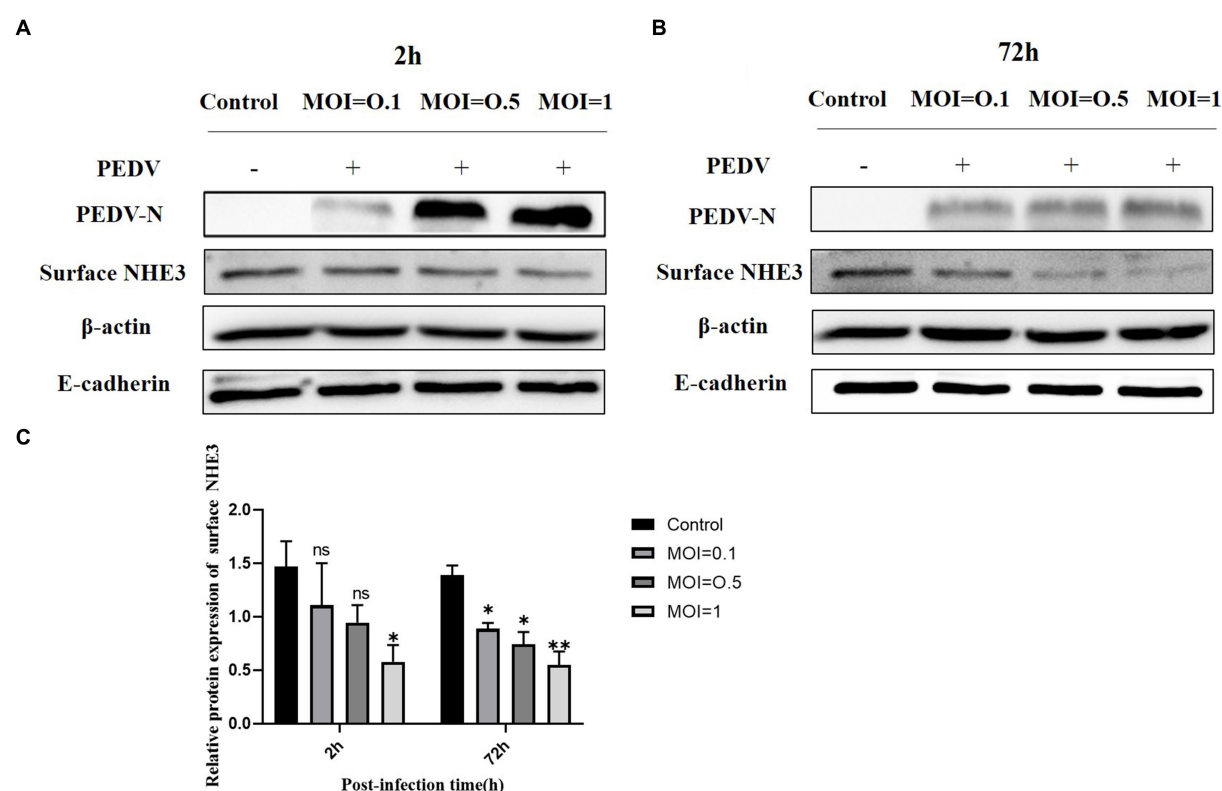 A
2h
Control MOI=O.1 MOI=O.5 MOI=1
PEDV - + + +
PEDV-N
Surface NHE3
β-actin
E-cadherin
B
72h
Control MOI=O.1 MOI=O.5 MOI=1
PEDV - + + +
PEDV-N
Surface NHE3
β-actin
E-cadherin
C
Relative protein expression of surface NHE3
2.0
1.5
1.0
0.5
0.0
ns
ns
*
*
*
**
2h
72h
Post-infection time(h)
Control
MOI=0.1
MOI=O.5
MOI=1